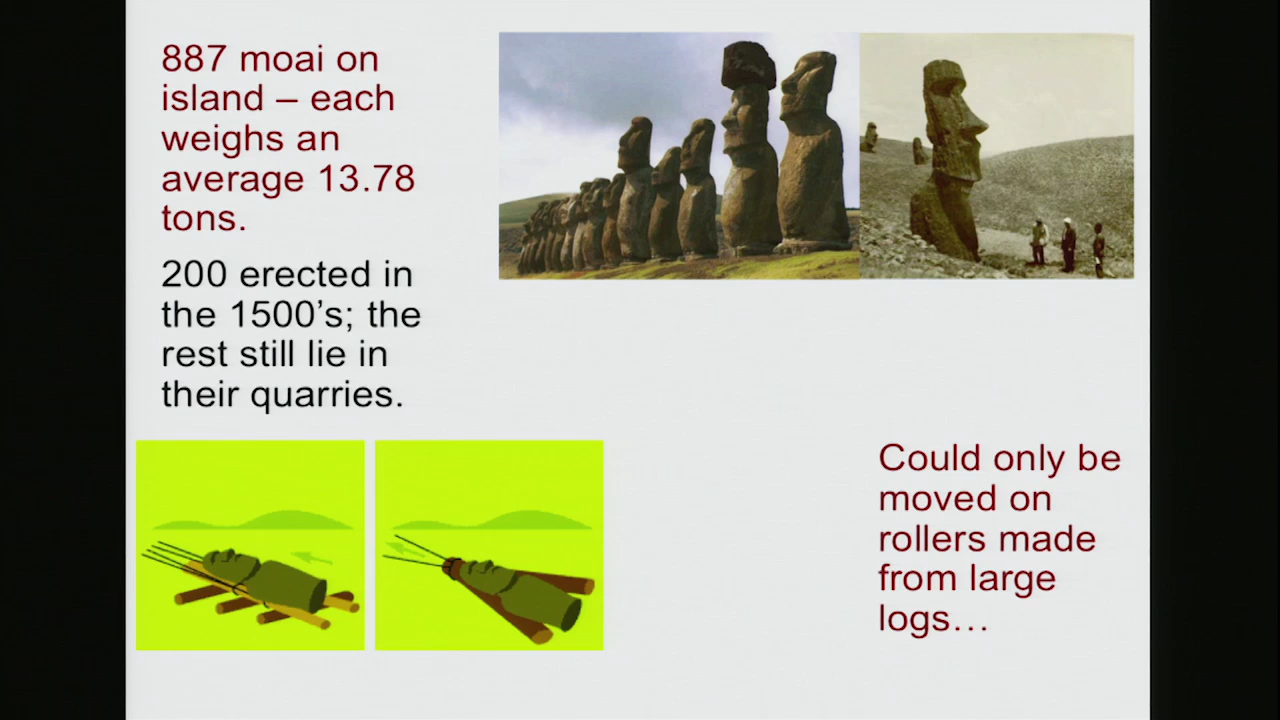 887 moai on
island – each
weighs an
average 13.78
tons.
200 erected in
the 1500’s; the
rest still lie in
their quarries.
Could only be
moved on
rollers made
from large
logs…